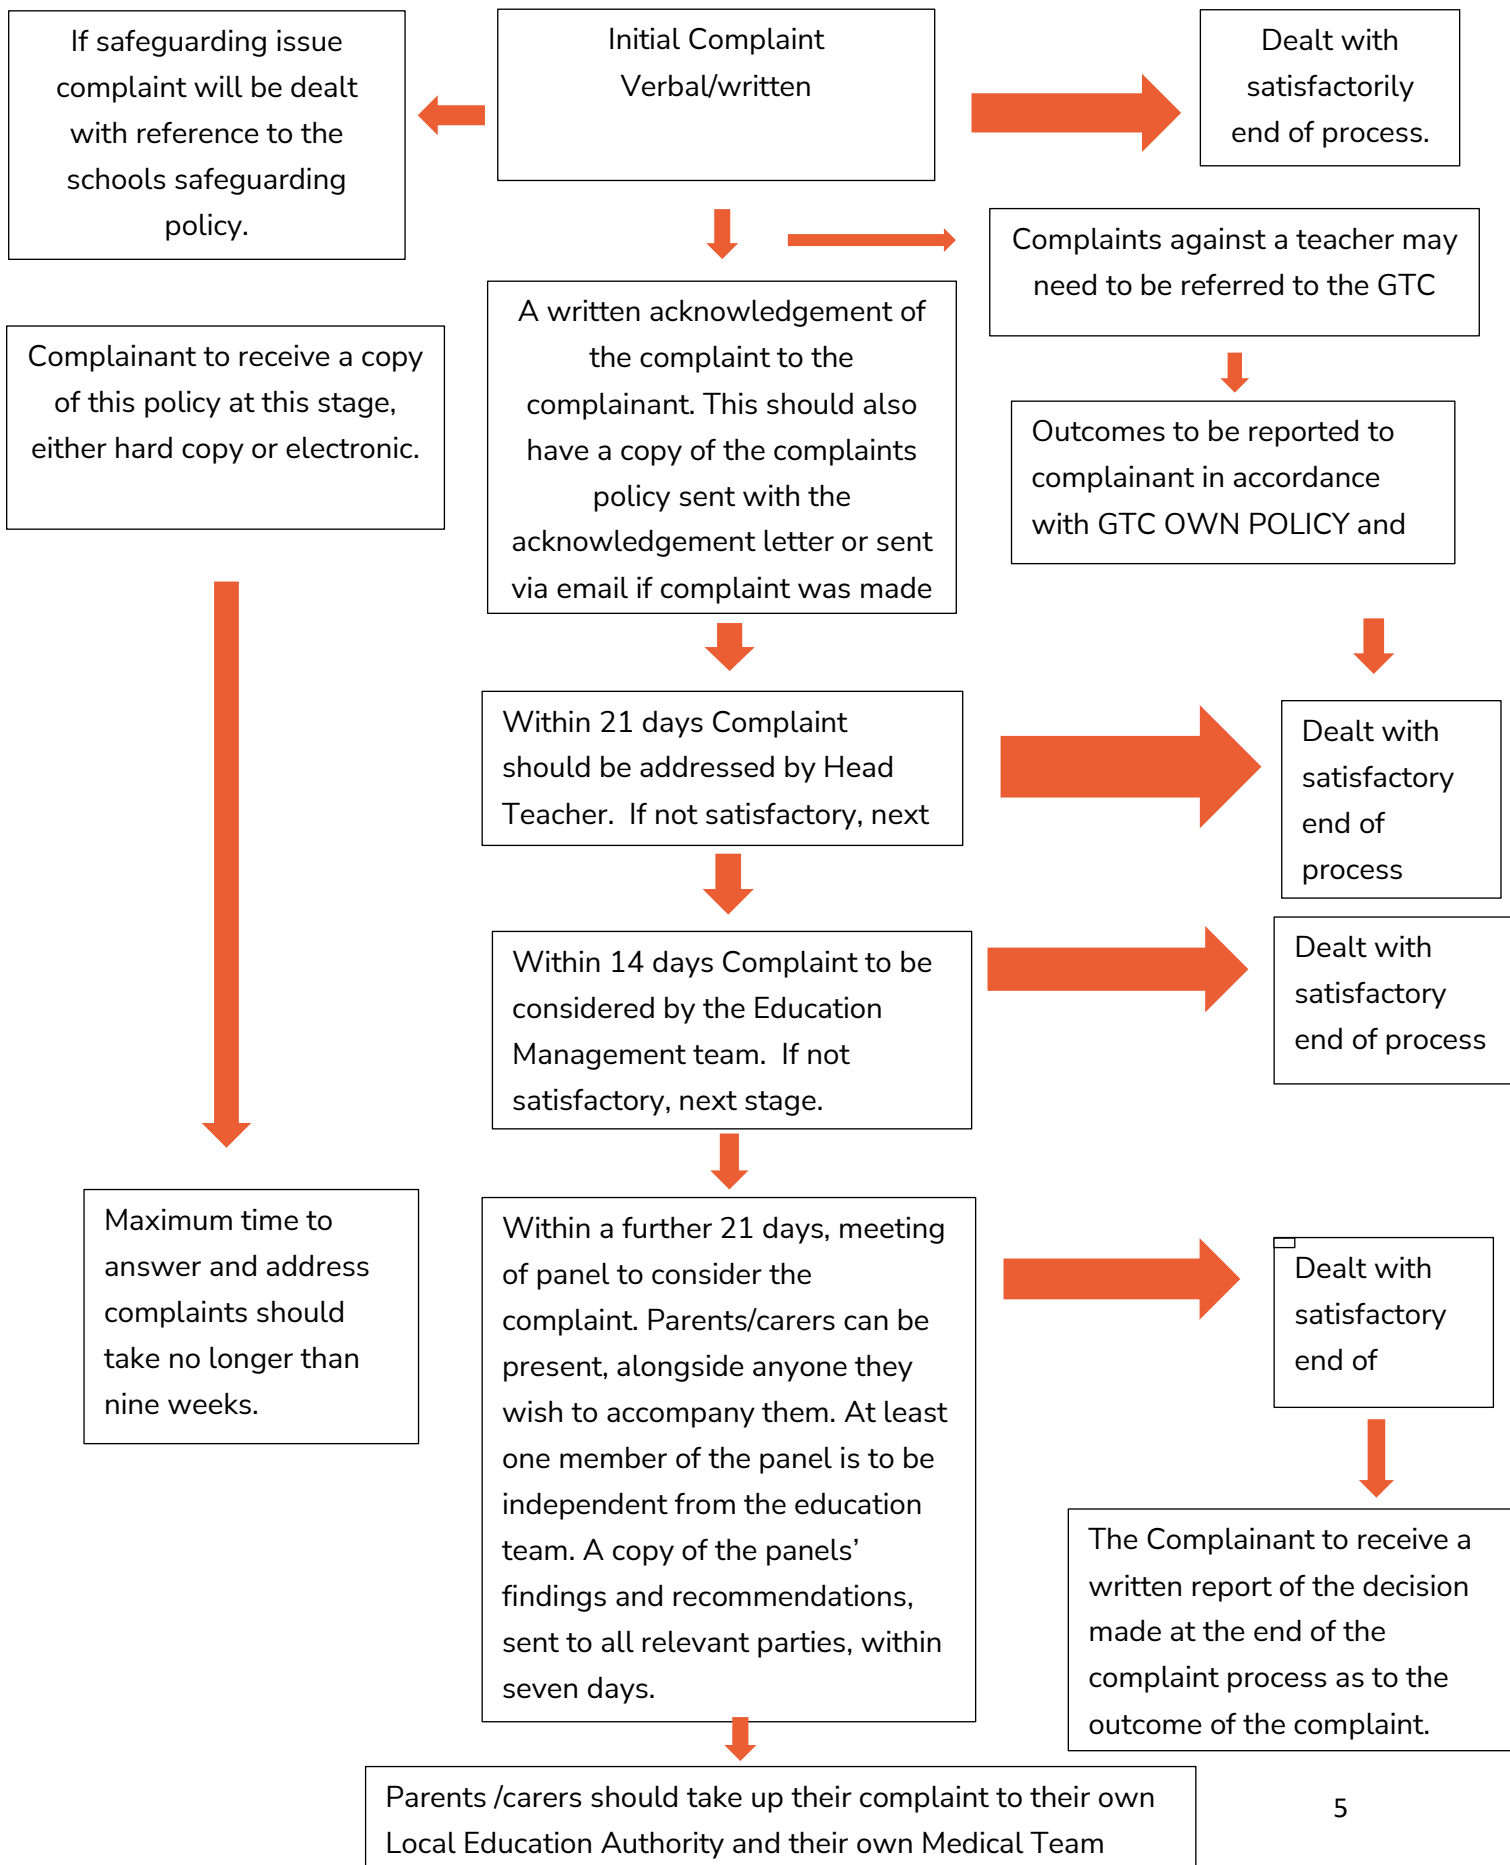 If safeguarding issue
complaint will be dealt
with reference to the
schools safeguarding
policy.
Initial Complaint
Verbal/written
Dealt with
satisfactorily
end of process.
Complaints against a teacher may
need to be referred to the GTC
A written acknowledgement of
the complaint to the
complainant. This should also
have a copy of the complaints
policy sent with the
acknowledgement letter or sent
via email if complaint was made
Complainant to receive a copy
of this policy at this stage,
either hard copy or electronic.
Outcomes to be reported to
complainant in accordance
with GTC OWN POLICY and
Within 21 days Complaint
should be addressed by Head
Teacher. If not satisfactory, next
Dealt with
satisfactory
end of
process
Within 14 days Complaint to be
considered by the Education
Management team. If not
satisfactory, next stage.
Dealt with
satisfactory
end of process
Maximum time to
answer and address
complaints should
take no longer than
nine weeks.
Within a further 21 days, meeting
of panel to consider the
complaint. Parents/carers can be
present, alongside anyone they
wish to accompany them. At least
one member of the panel is to be
independent from the education
team. A copy of the panels’
findings and recommendations,
sent to all relevant parties, within
seven days.
Dealt with
satisfactory
end of
The Complainant to receive a
written report of the decision
made at the end of the
complaint process as to the
outcome of the complaint.
Parents /carers should take up their complaint to their own
Local Education Authority and their own Medical Team
5